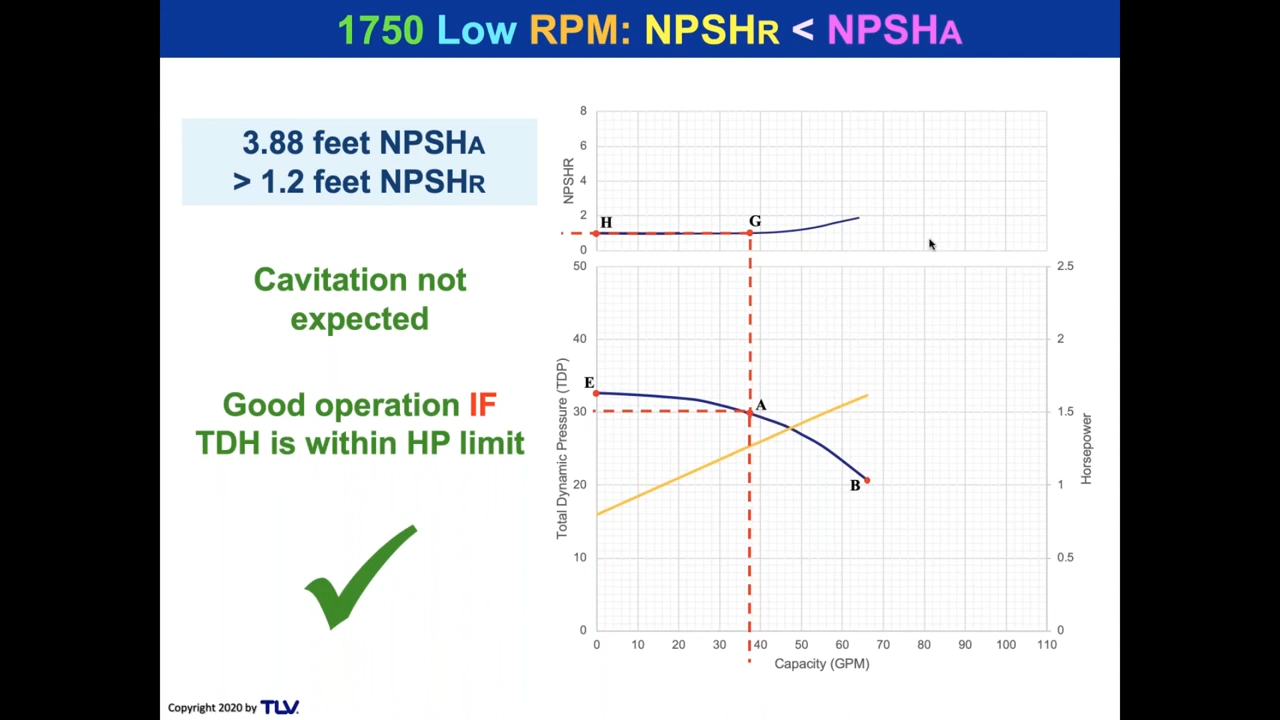 1750 Low RPM: NPSHR < NPSHA
3.88 feet NPSHA
> 1.2 feet NPSHR
Cavitation not
expected
Good operation IF
TDH is within HP limit
NPSHR
8
6
4
2
0
H
G
50
40
30
20
10
0
Total Dynamic Pressure (TDP)
E
A
B
2.5
2
1.5
1
0.5
0
Horsepower
0 10 20 30 40 50 60 70 80 90 100 110
Capacity (GPM)
Copyright 2020 by TLV.